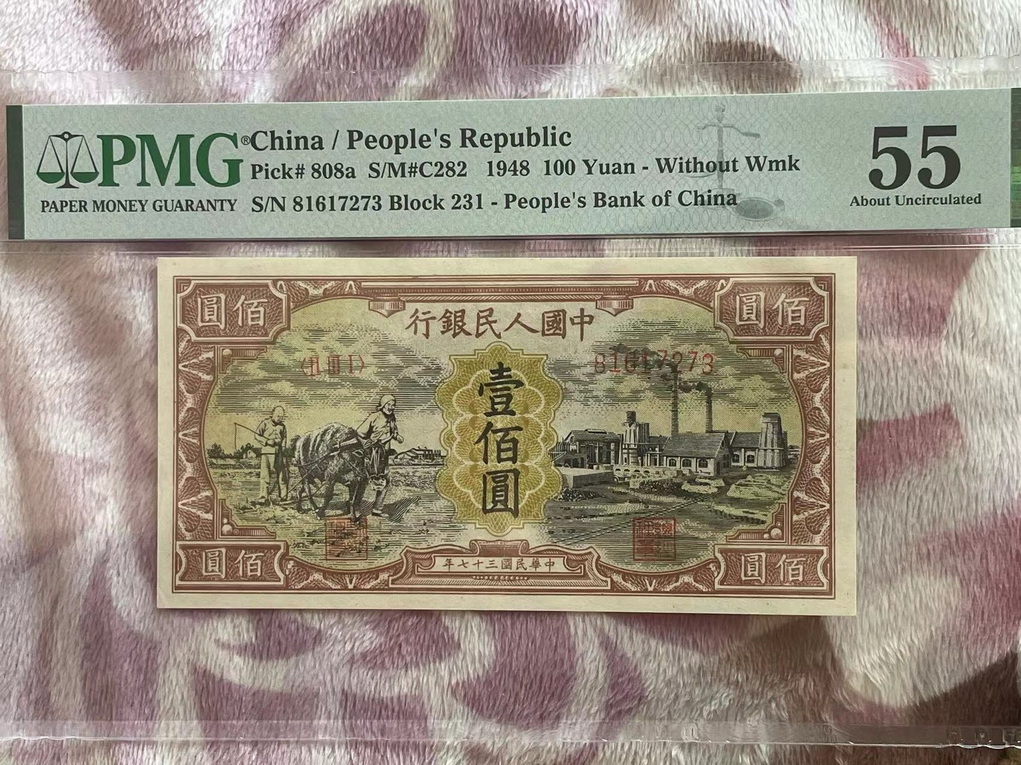 PMG®
PAPER MONEY GUARANTY
China / People's Republic
Pick# 808a S/M#C282 1948 100 Yuan - Without Wmk
S/N 81617273 Block 231 - People's Bank of China
55
About Uncirculated
圓佰
圓佰
行銀民人國中
81617273
壹佰圓
圓佰
圓佰
年七十三國民華中